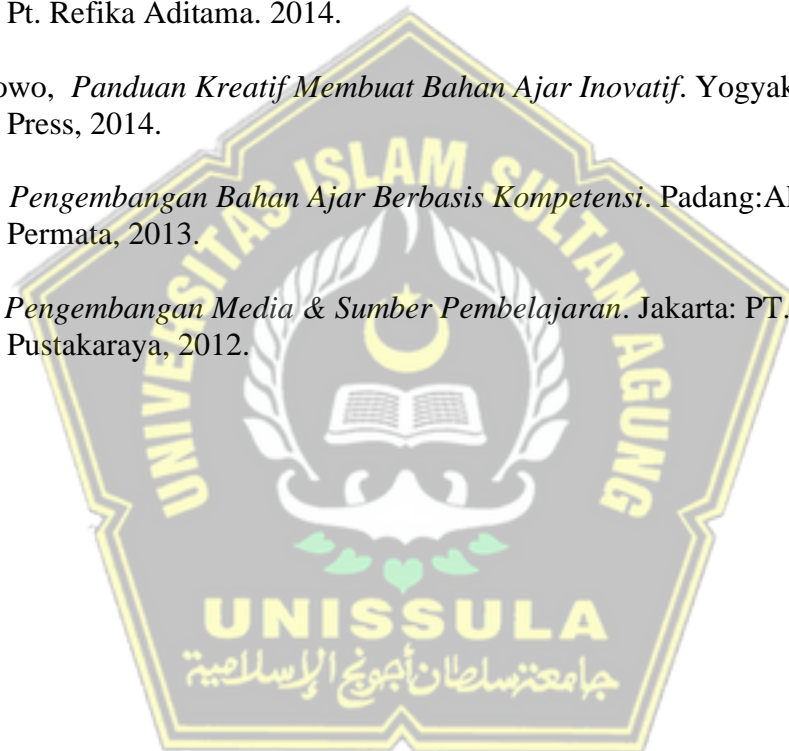 Pt. Refika Aditama. 2014.
owo, Panduan Kreatif Membuat Bahan Ajar Inovatif. Yogyak
Press, 2014.
Pengembangan Bahan Ajar Berbasis Kompetensi. Padang:
Permata, 2013.
Pengembangan Media & Sumber Pembelajaran. Jakarta: PT.
Pustakaraya, 2012.
UNIVERSITAS ISLAM SULTAN AGUNG
UNISSULA
جامعة سلطان أجونج الإسلامية